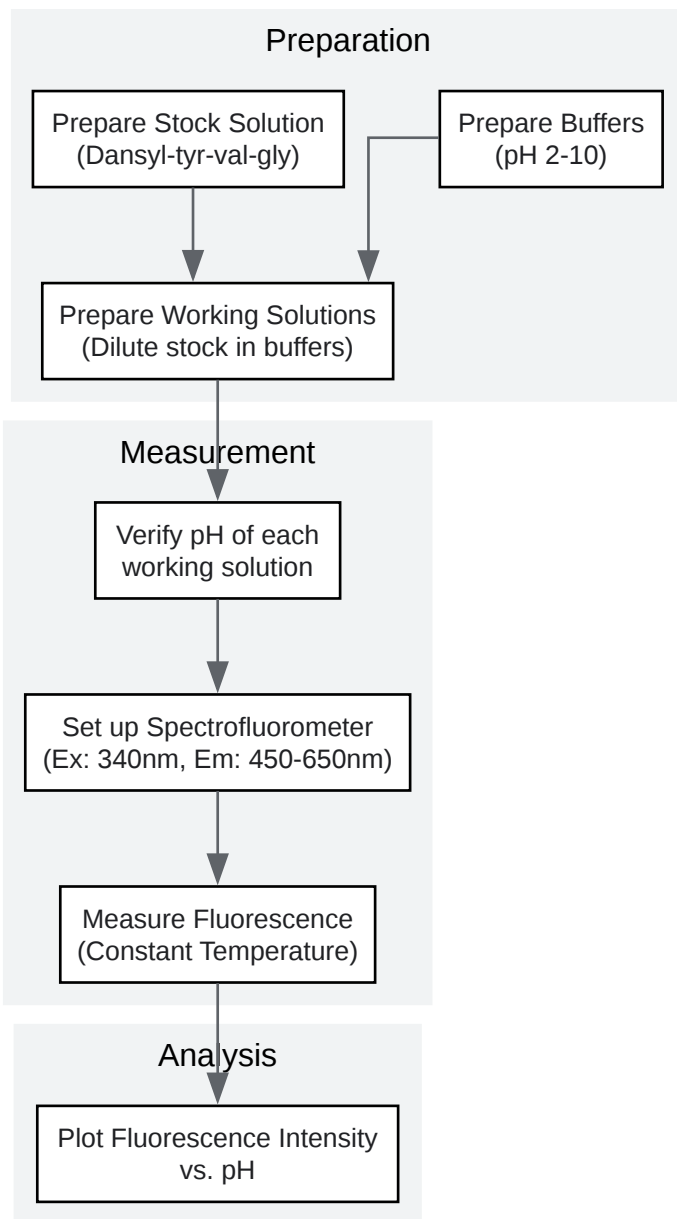 Preparation
Prepare Stock Solution
(Dansyl-tyr-val-gly)
Prepare Buffers
(pH 2-10)
Prepare Working Solutions
(Dilute stock in buffers)
Measurement
Verify pH of each
working solution
Set up Spectrofluorometer
(Ex: 340nm, Em: 450-650nm)
Measure Fluorescence
(Constant Temperature)
Analysis
Plot Fluorescence Intensity
vs. pH